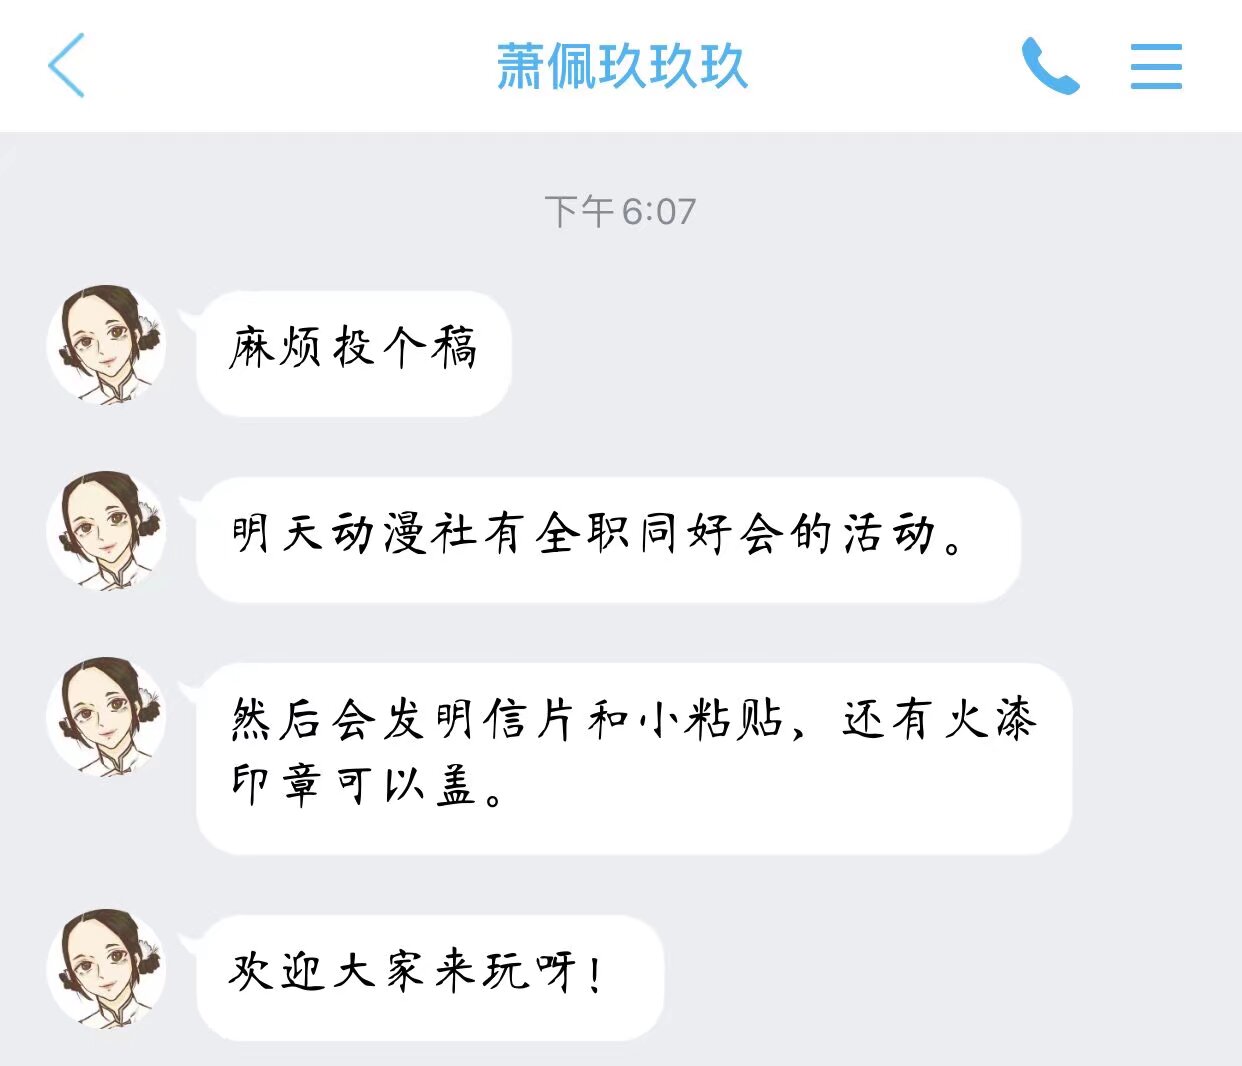 萧佩玖玖玖
下午 6:07
麻烦投个稿
明天动漫社有全职同好会的活动。
然后会发明信片和小粘贴，还有火漆
印章可以盖。
欢迎大家来玩呀！